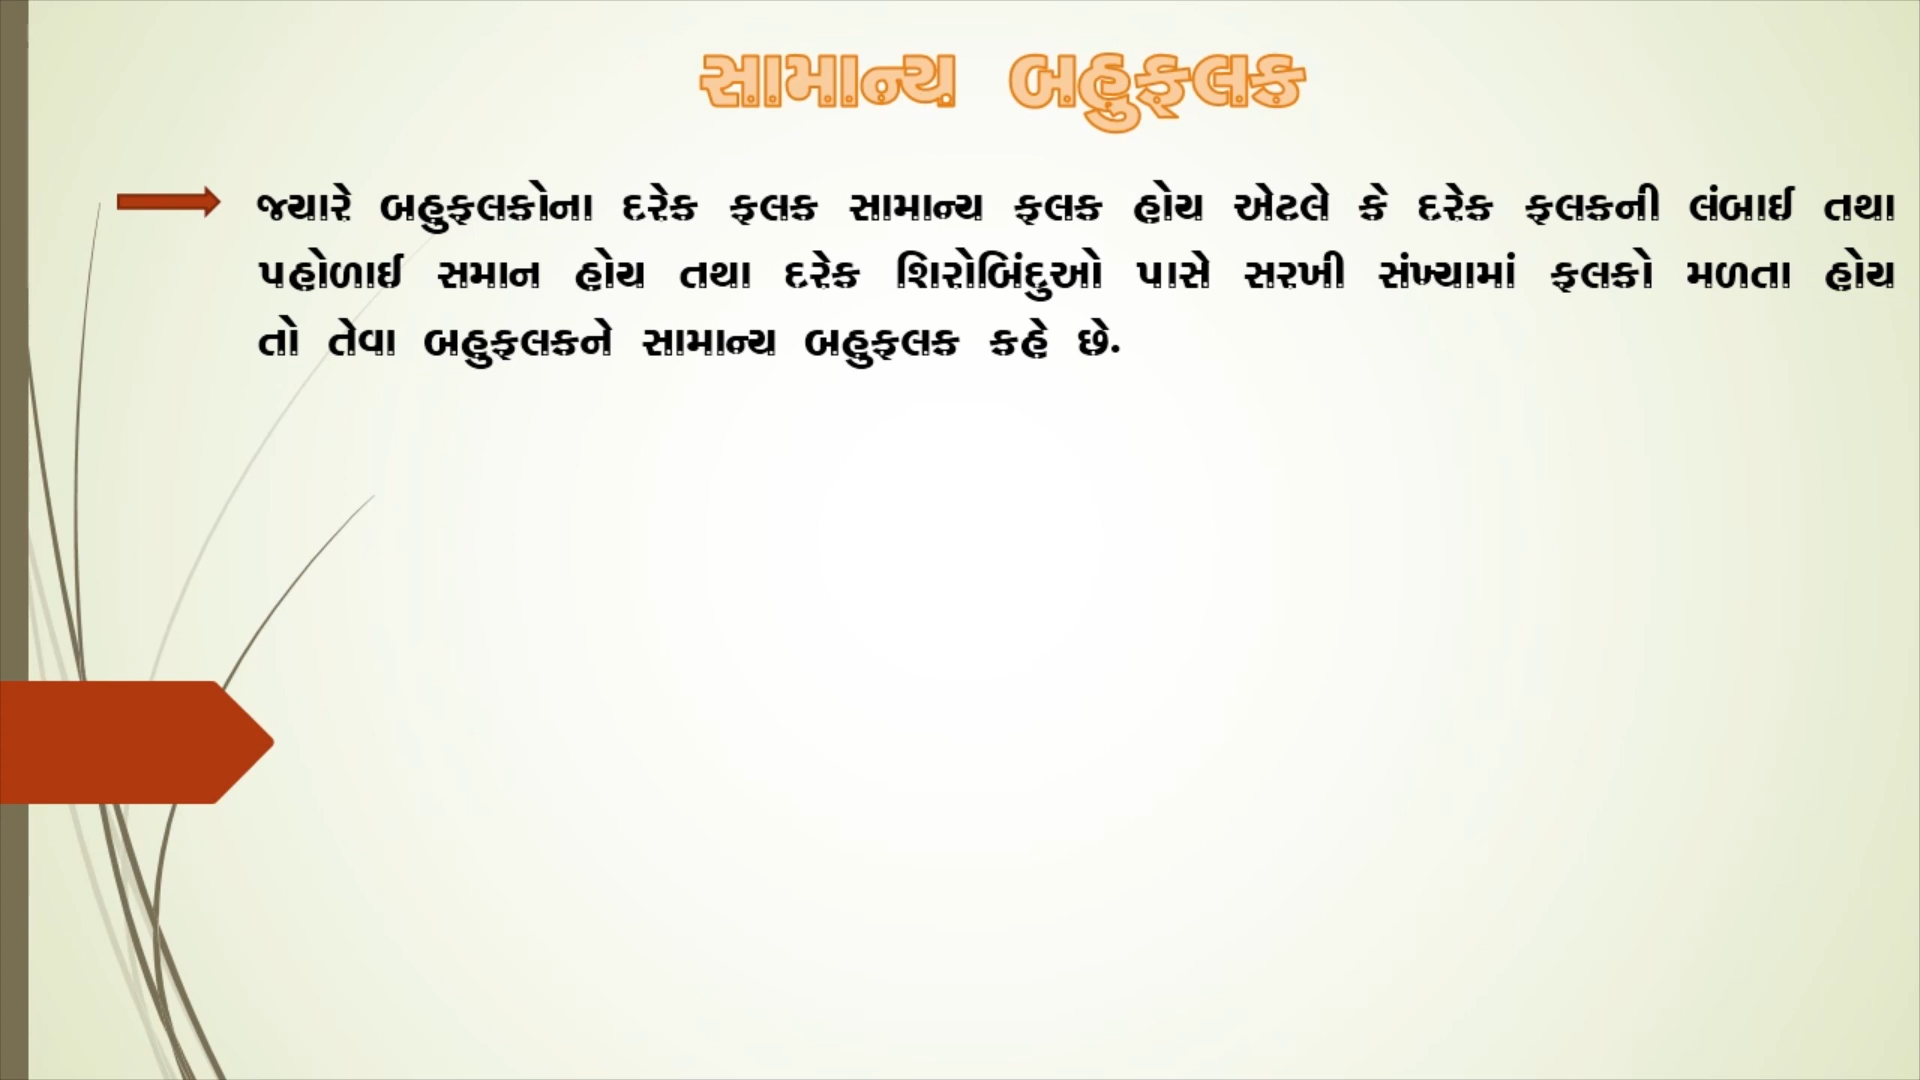 સામાન્ય બહુફલક
જ્યારે બહુફલકોના દરેક ફલક સામાન્ય ફલક હોય એટલે કે દરેક ફલકની લંબાઈ તથા
પહોળાઈ સમાન હોય તથા દરેક શિરોબિંદુઓ પાસે સરખી સંખ્યામાં ફલકો મળતા હોય
તો તેવા બહુફલકને સામાન્ય બહુફલક કહે છે.